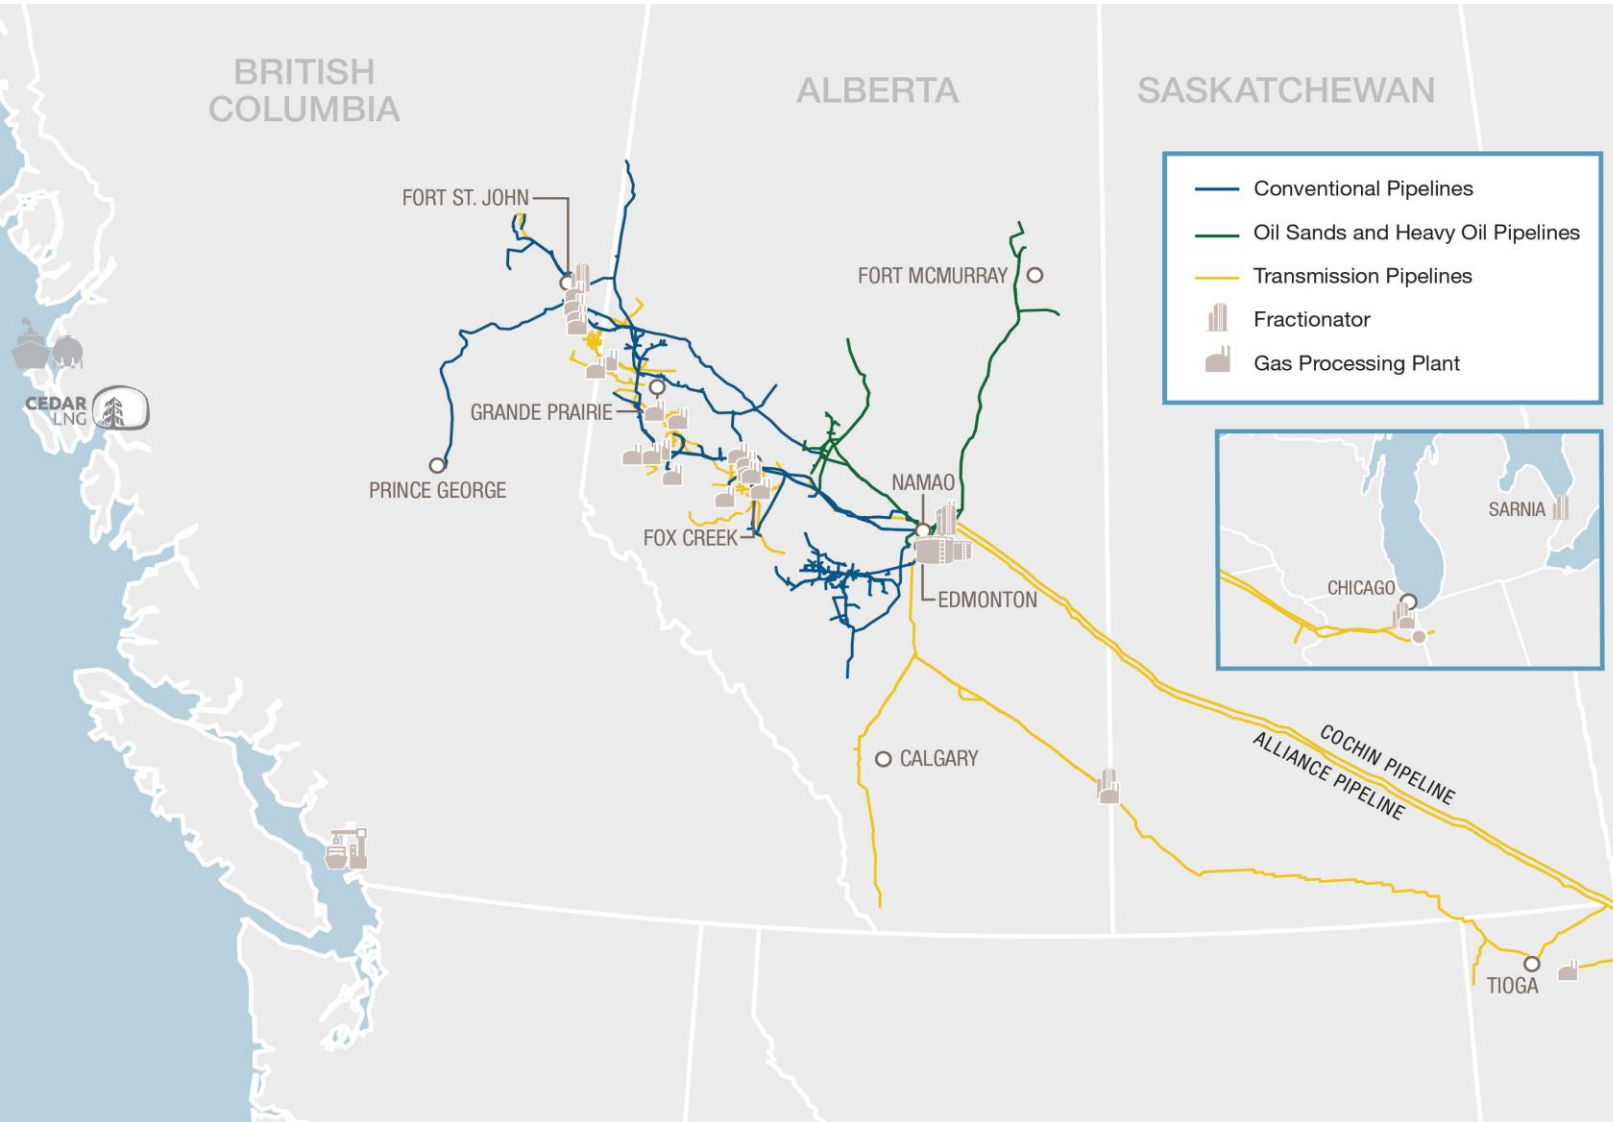 BRITISH
COLUMBIA
ALBERTA
SASKATCHEWAN
Conventional Pipelines
Oil Sands and Heavy Oil Pipelines
Transmission Pipelines
Fractionator
Gas Processing Plant
FORT ST. JOHN
FORT MCMURRAY
CEDAR
LNG
GRANDE PRAIRIE
PRINCE GEORGE
NAMAO
FOX CREEK
EDMONTON
SARNIA
CHICAGO
CALGARY
COCHIN PIPELINE
ALLIANCE PIPELINE
TIOGA